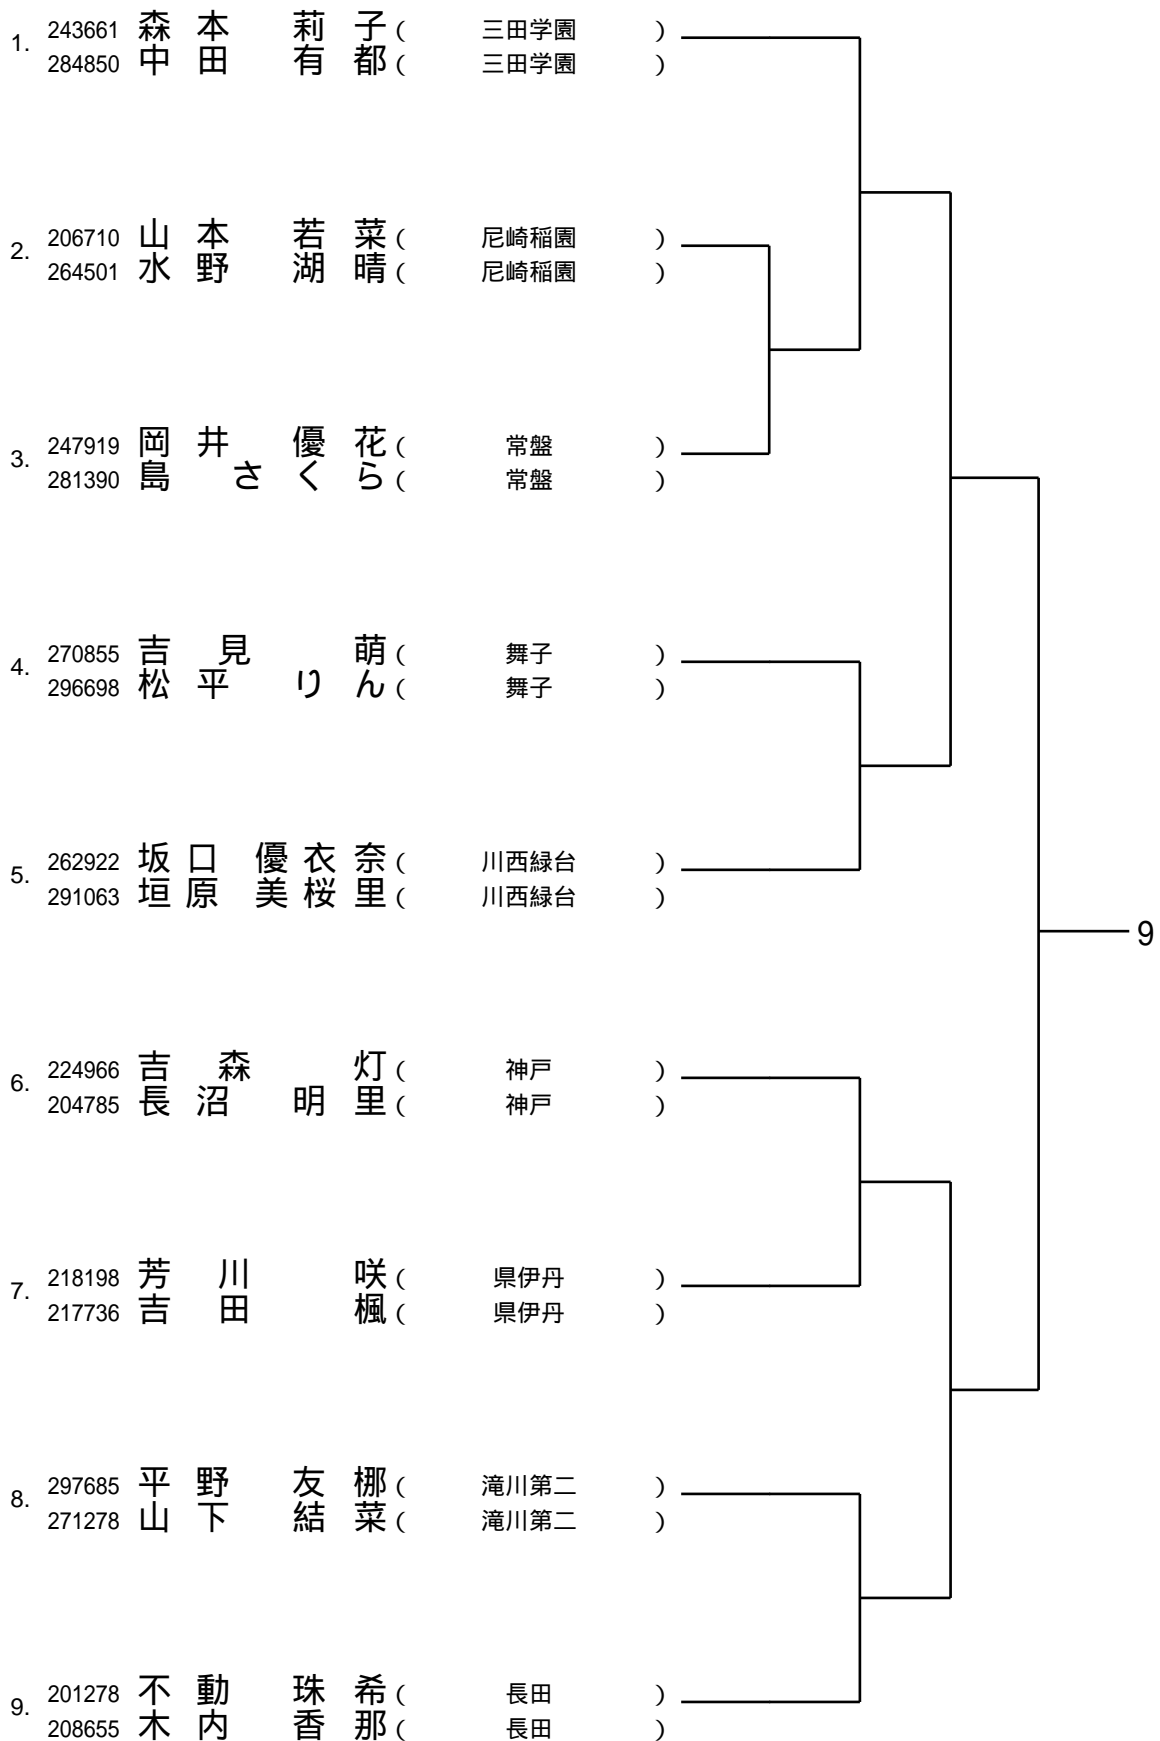 1. 243661 森本 莉子 ( 三田学園 )
284850 中田 有都 ( 三田学園 )
2. 206710 山本 若菜 ( 尼崎稲園 )
264501 水野 湖晴 ( 尼崎稲園 )
3. 247919 岡井 優花 ( 常盤 )
281390 島 さくら ( 常盤 )
4. 270855 吉見 萌 ( 舞子 )
296698 松平 りん ( 舞子 )
5. 262922 坂口 優衣奈 ( 川西緑台 )
291063 垣原 美桜里 ( 川西緑台 )
9
6. 224966 吉森 灯 ( 神戸 )
204785 長沼 明里 ( 神戸 )
7. 218198 芳川 咲 ( 県伊丹 )
217736 吉田 楓 ( 県伊丹 )
8. 297685 平野 友梛 ( 滝川第二 )
271278 山下 結菜 ( 滝川第二 )
9. 201278 不動 珠希 ( 長田 )
208655 木内 香那 ( 長田 )